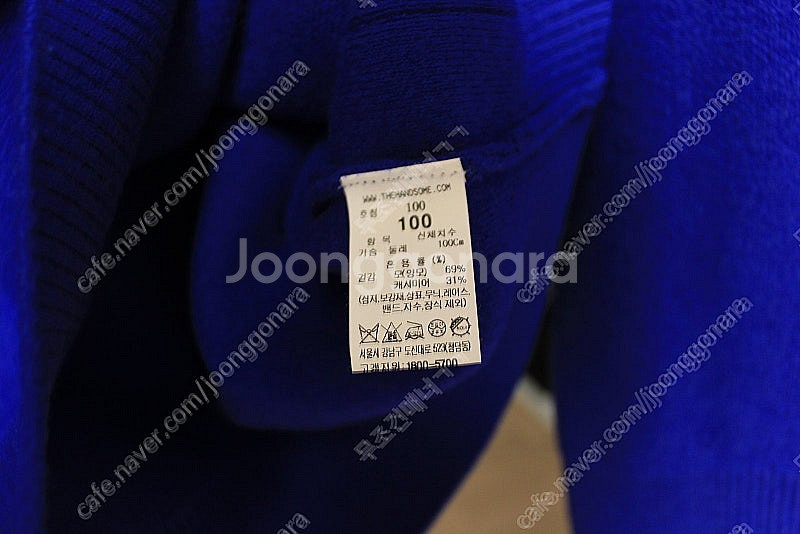 WWW.THEHANDSOME.COM
호칭 100
100
항 목 신체치수
가슴 둘레 100Cm
혼 용 률 (%)
겉감 모(양모) 69%
캐시미어 31%
(심지,보강재,상표,무늬,레이스,
밴드,자수,장식 제외)
서울시 강남구 도산대로 523(청담동)
고객지원:1800-5700
Joonggonara
cafe.naver.com/joonggonara
cafe.naver.com/joonggonara
cafe.naver.com/joonggonara
cafe.naver.com/joonggonara
cafe.naver.com/joonggonara